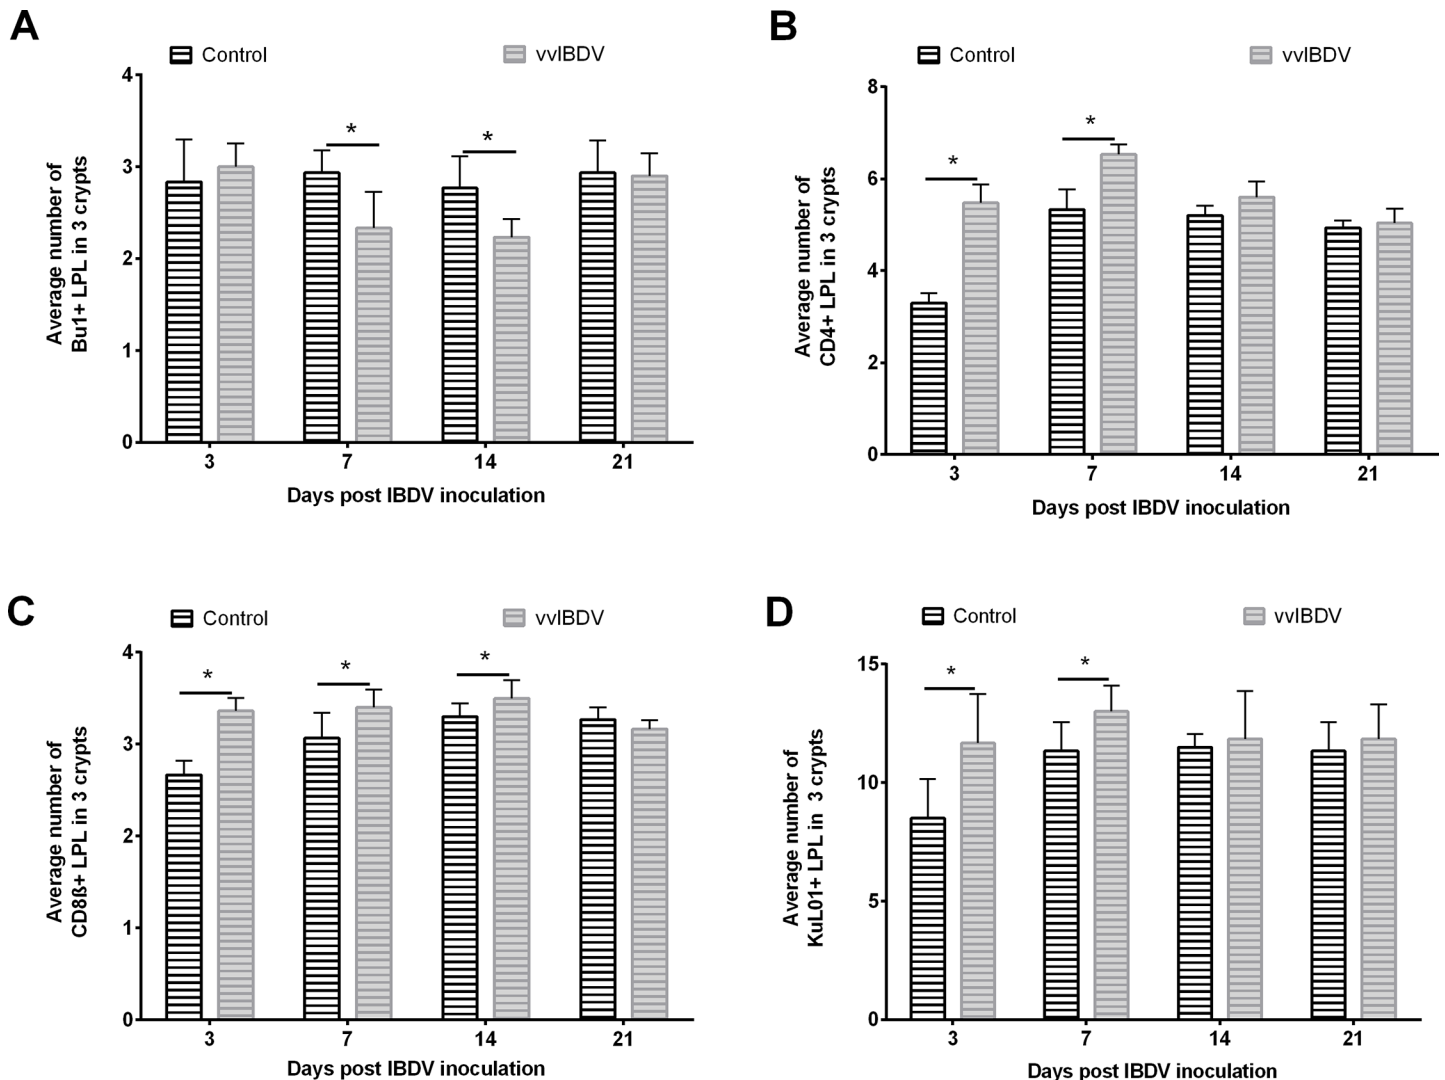 A
Control
vvIBDV
4
3
2
1
0
Average number of
Bu1+ LPL in 3 crypts
*
*
3
7
14
21
Days post IBDV inoculation
B
Control
vvIBDV
8
6
4
2
0
Average number of
CD4+ LPL in 3 crypts
*
*
3
7
14
21
Days post IBDV inoculation
C
Control
vvIBDV
4
3
2
1
0
Average number of
CD8ß+ LPL in 3 crypts
*
*
*
3
7
14
21
Days post IBDV inoculation
D
Control
vvIBDV
15
10
5
0
Average number of
KuL01+ LPL in 3 crypts
*
*
3
7
14
21
Days post IBDV inoculation